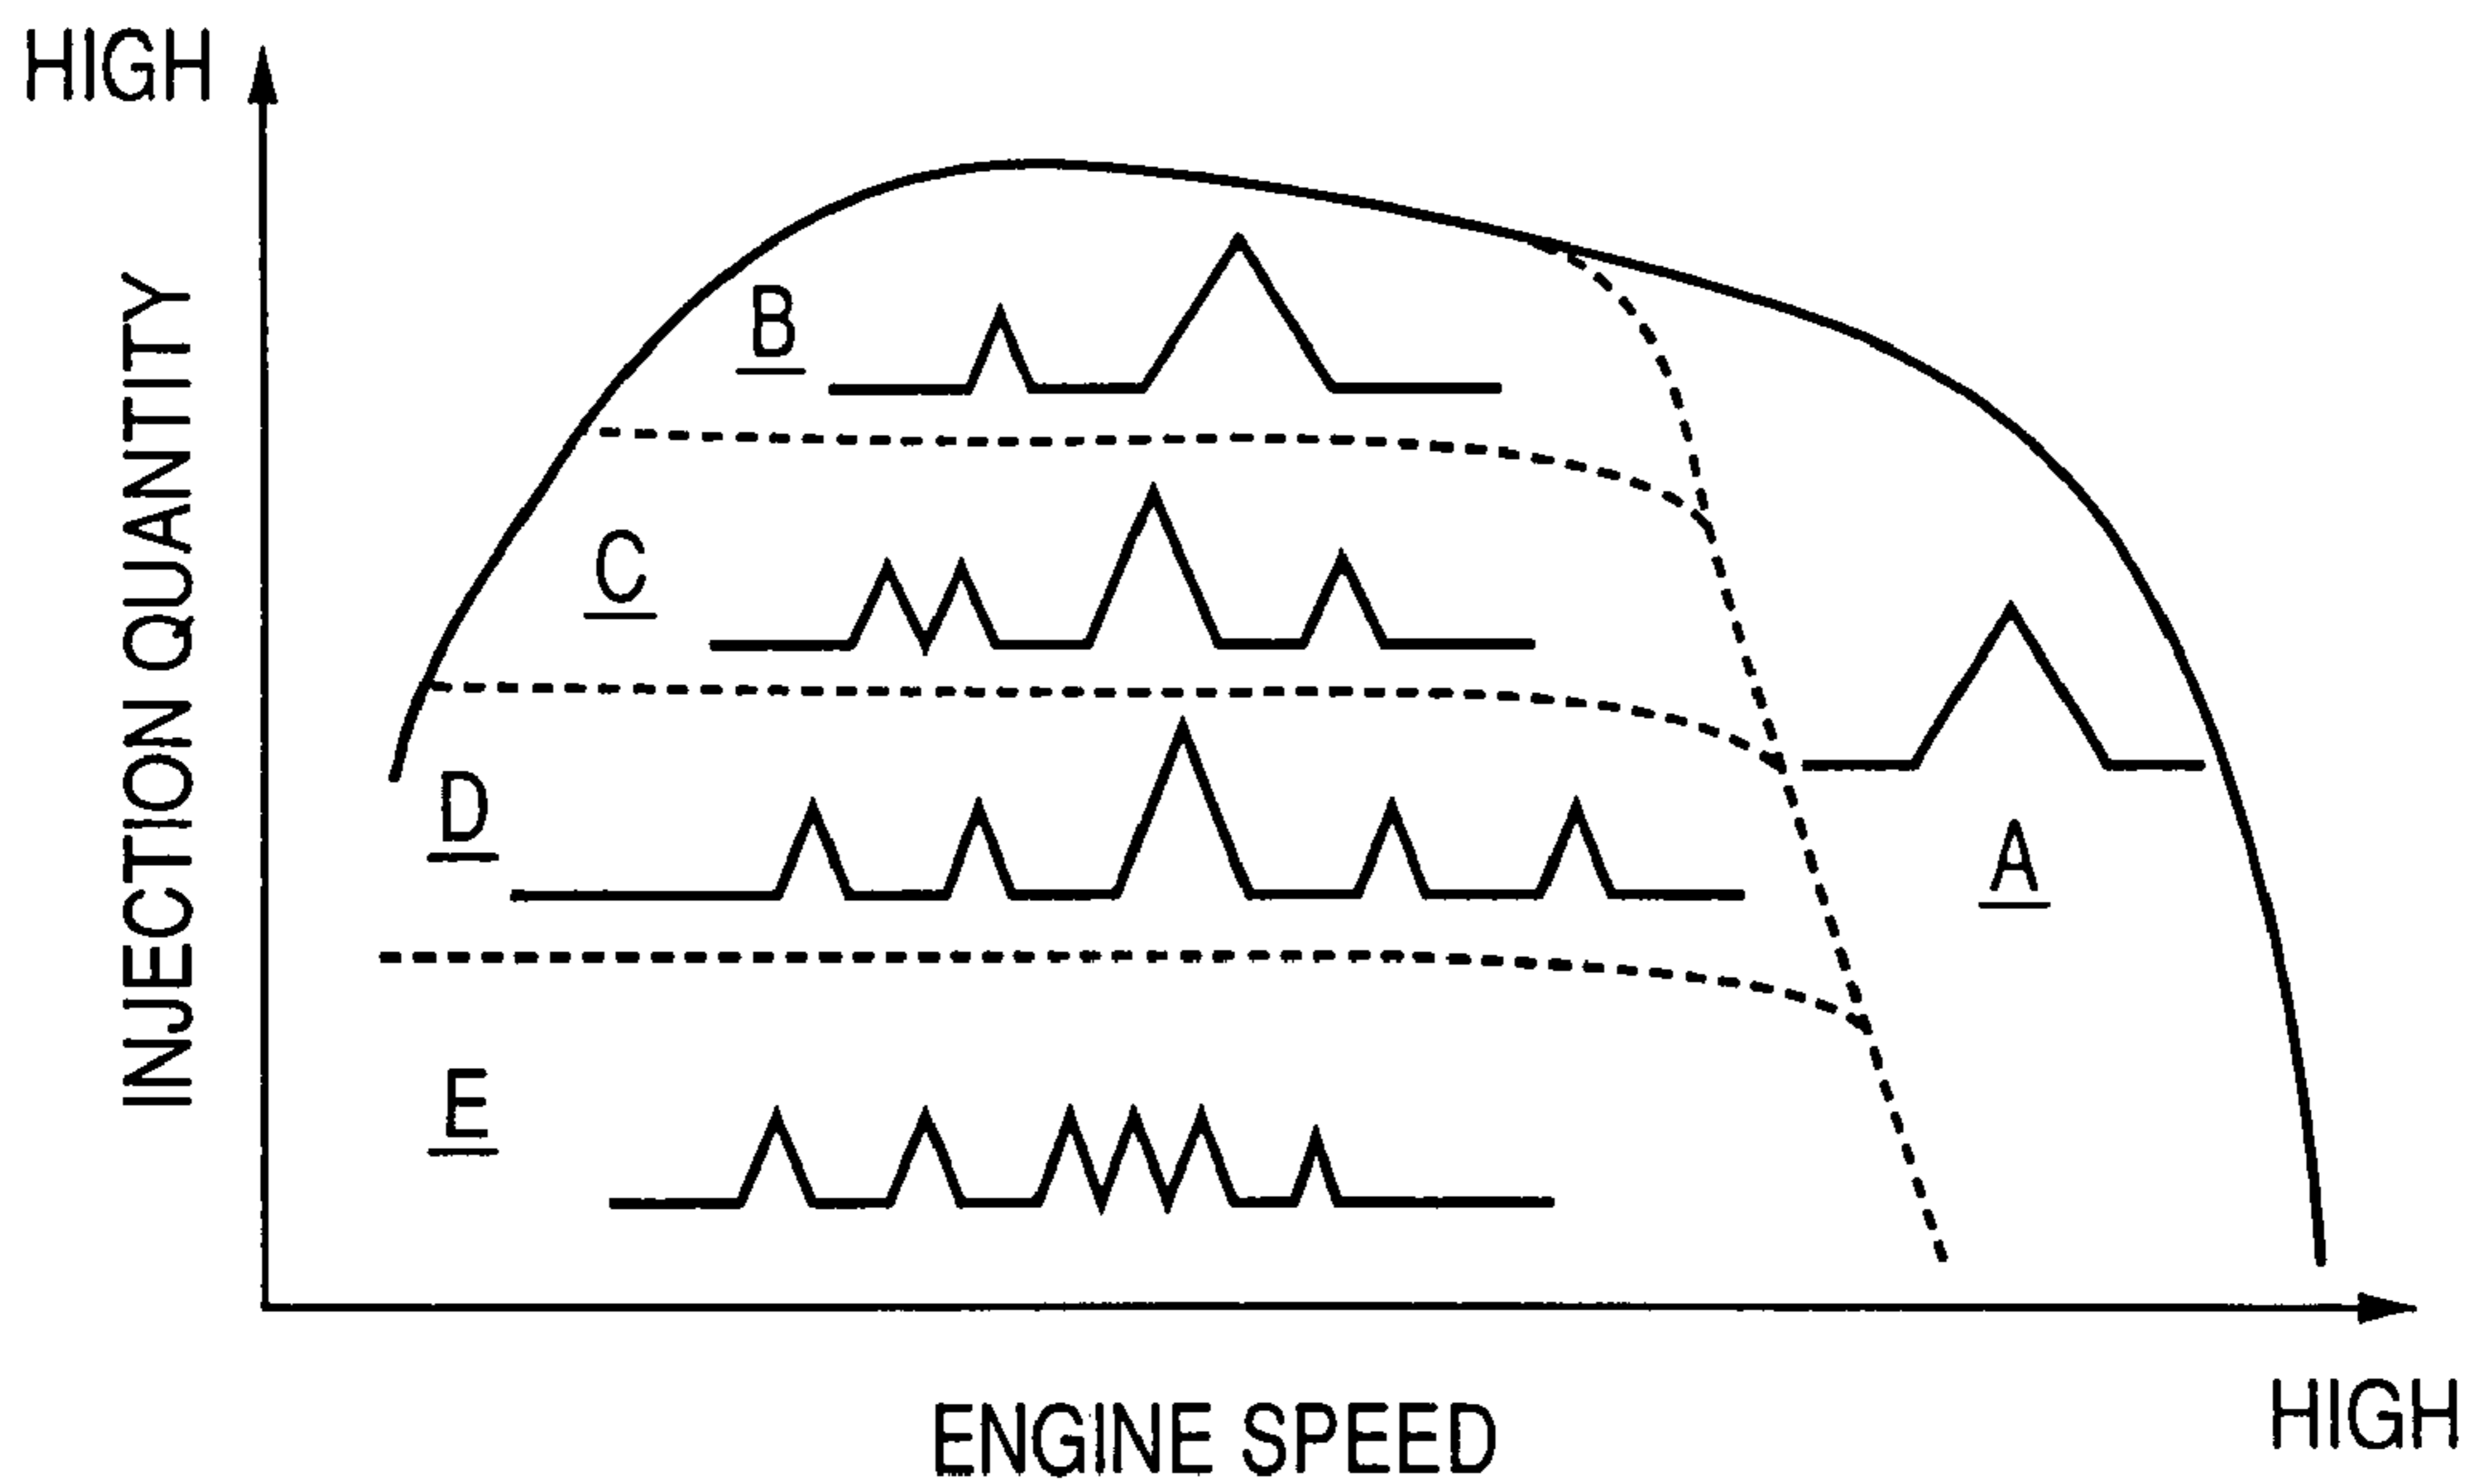 HIGH
INJECTION QUANTITY
B
C
D
A
E
ENGINE SPEED
HIGH